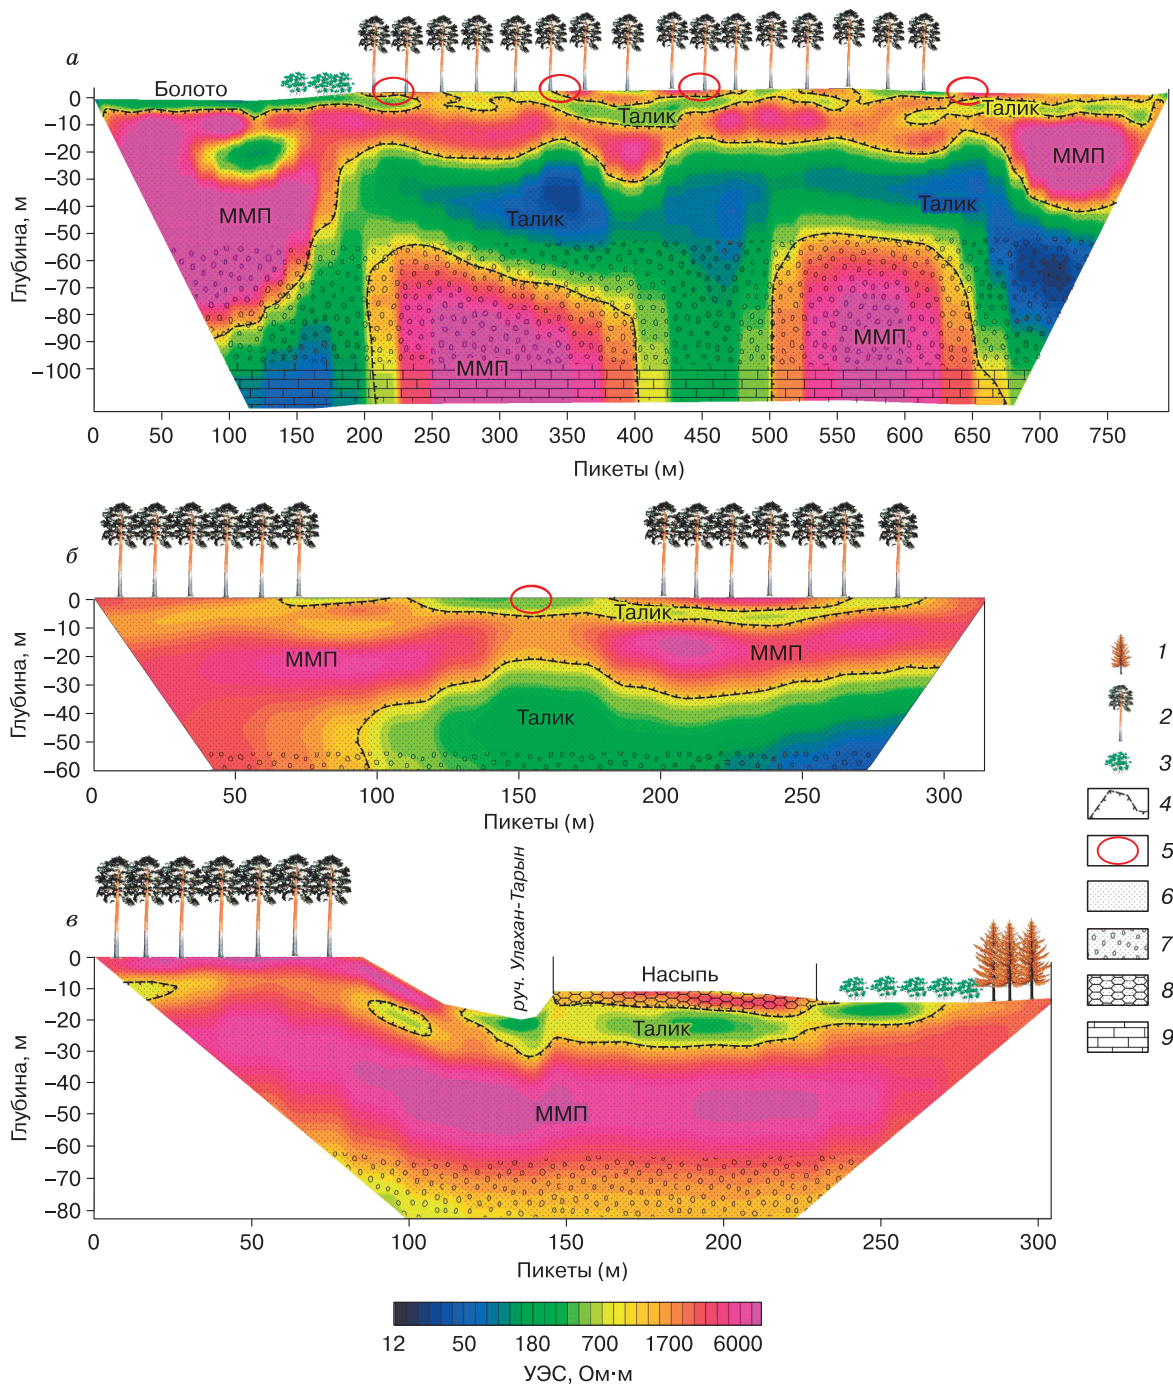 а
Болото
Талик
Талик
ММП
ММП
Талик
Талик
ММП
ММП
Глубина, м
0
−10
−20
−30
−40
−50
−60
−70
−80
−90
−100
0 50 100 150 200 250 300 350 400 450 500 550 600 650 700 750
Пикеты (м)
б
Талик
ММП
ММП
Талик
Глубина, м
0
−10
−20
−30
−40
−50
−60
0 50 100 150 200 250 300
Пикеты (м)
в
руч. Улахан-Тарын
Насыпь
Талик
ММП
Глубина, м
0
−10
−20
−30
−40
−50
−60
−70
−80
0 50 100 150 200 250 300
Пикеты (м)
1
2
3
4
5
6
7
8
9
12 50 180 700 1700 6000
УЭС, Ом·м